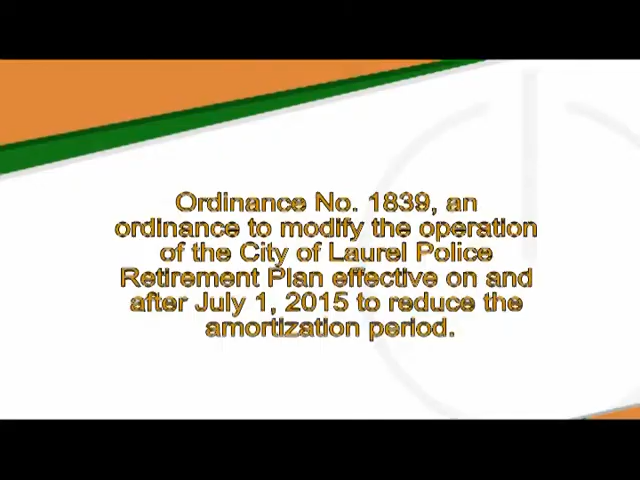 Ordinance No. 1839, an
ordinance to modify the operation
of the City of Laurel Police
Retirement Plan effective on and
after July 1, 2015 to reduce the
amortization period.